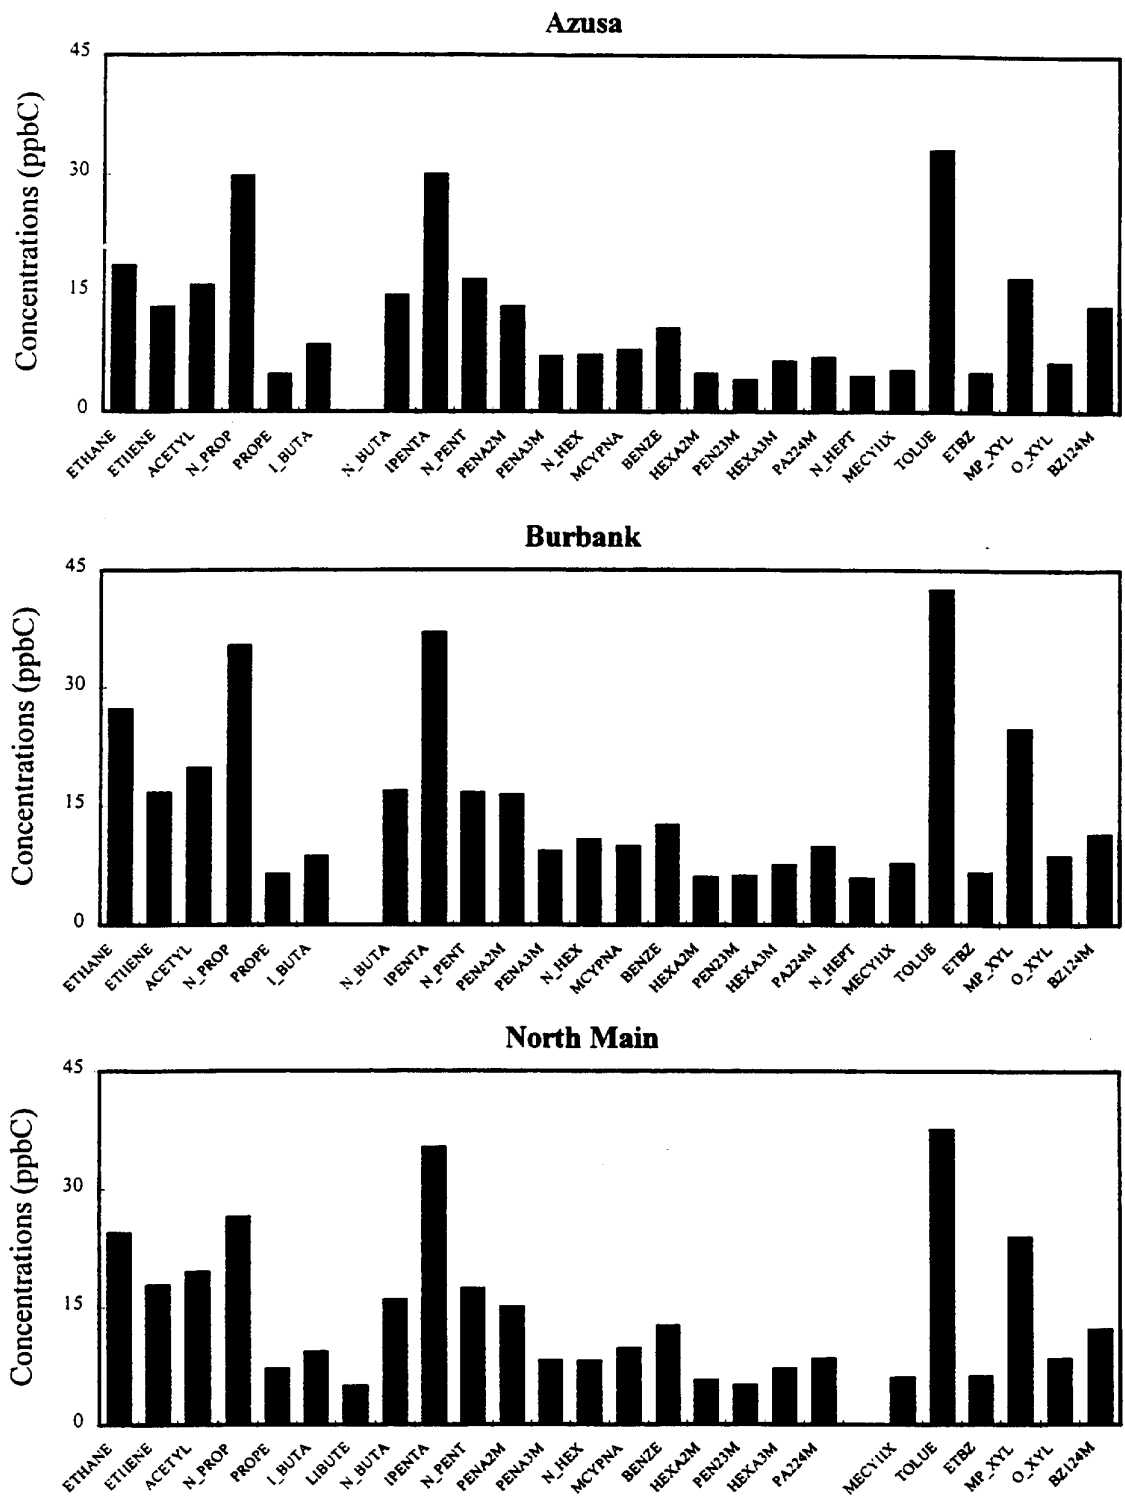 Azusa
Concentrations (ppbC)
45
30
15
0
ETHANE ETHENE ACETYL N_PROP PROPE I_BUTA N_BUTA IPENTA N_PENT PENA2M PENA3M N_HEX MCYPNA BENZE HEXA2M PEN23M HEXA3M PA224M N_HEPT MECYHX TOLUE ETBZ MP_XYL O_XYL BZ124M
Burbank
Concentrations (ppbC)
45
30
15
0
ETHANE ETHENE ACETYL N_PROP PROPE I_BUTA N_BUTA IPENTA N_PENT PENA2M PENA3M N_HEX MCYPNA BENZE HEXA2M PEN23M HEXA3M PA224M N_HEPT MECYHX TOLUE ETBZ MP_XYL O_XYL BZ124M
North Main
Concentrations (ppbC)
45
30
15
0
ETHANE ETHENE ACETYL N_PROP PROPE I_BUTA LIBUTE N_BUTA IPENTA N_PENT PENA2M PENA3M N_HEX MCYPNA BENZE HEXA2M PEN23M HEXA3M PA224M MECYHX TOLUE ETBZ MP_XYL O_XYL BZ124M